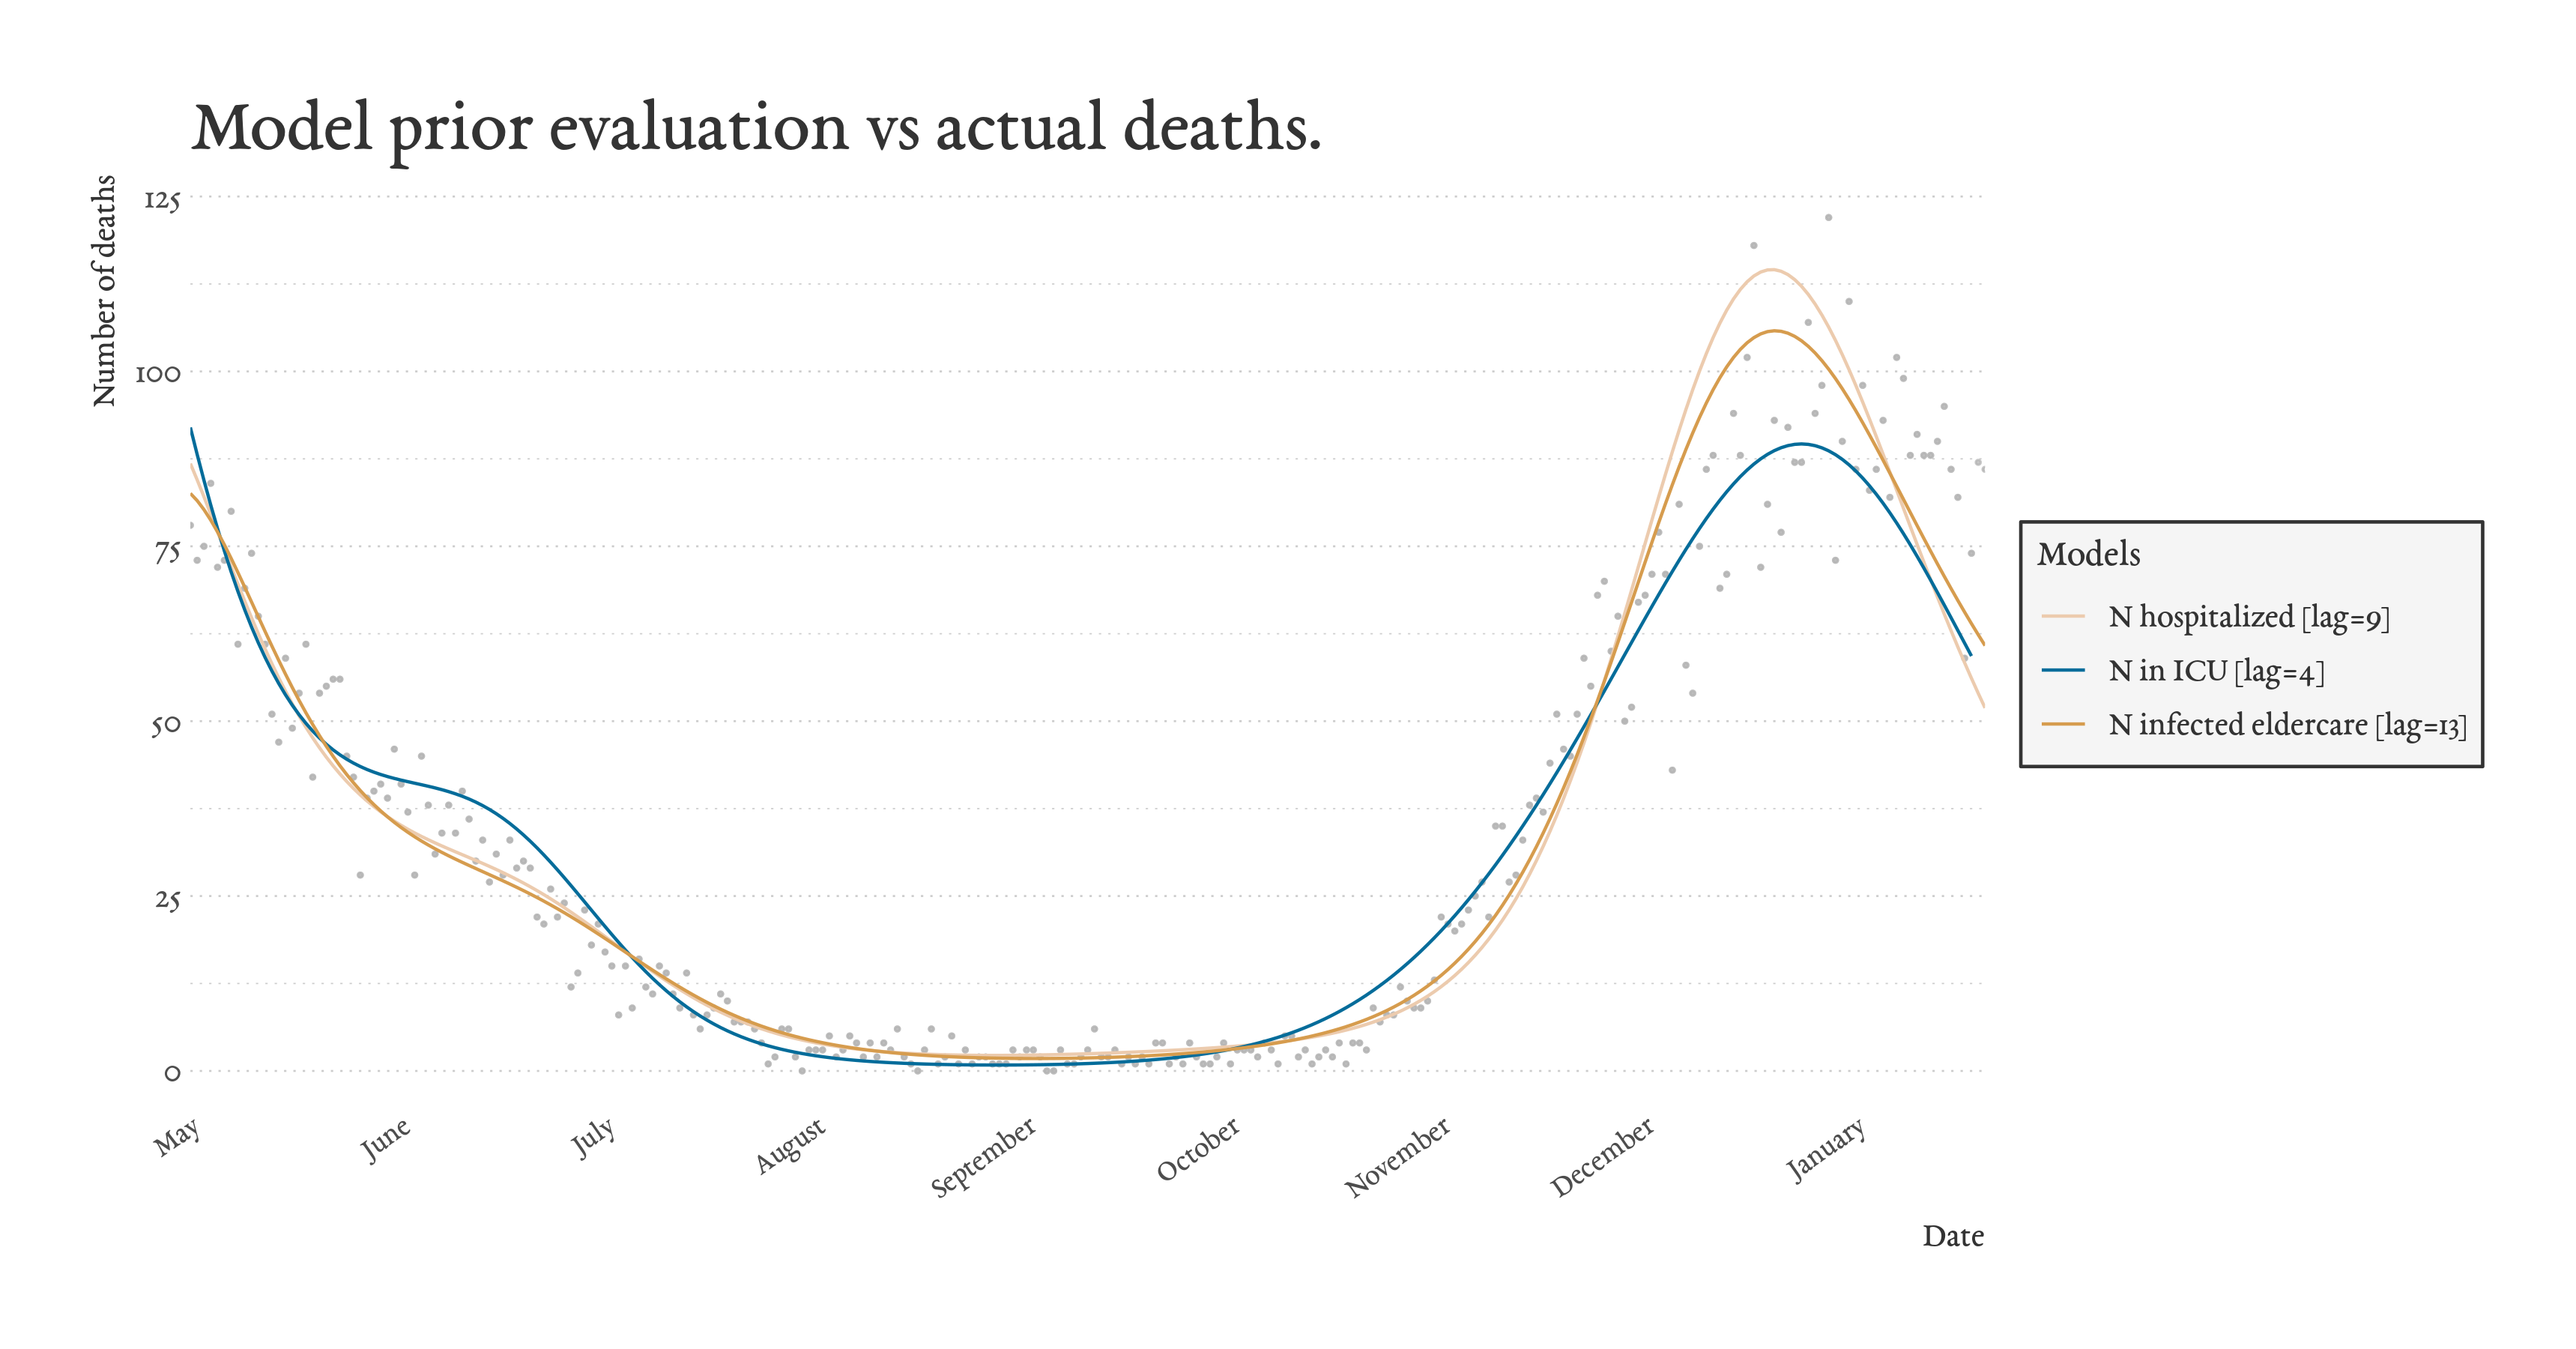 Model prior evaluation vs actual deaths.
Number of deaths
125
100
75
50
25
0
May
June
July
August
September
October
November
December
January
Date
Models
N hospitalized [lag=9]
N in ICU [lag=4]
N infected eldercare [lag=13]